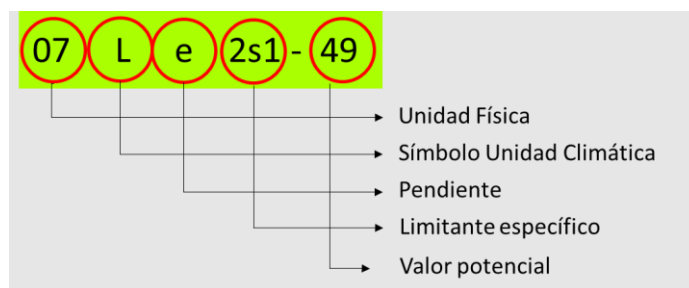 07 L e 2s1 - 49
Unidad Física
Símbolo Unidad Climática
Pendiente
Limitante específico
Valor potencial